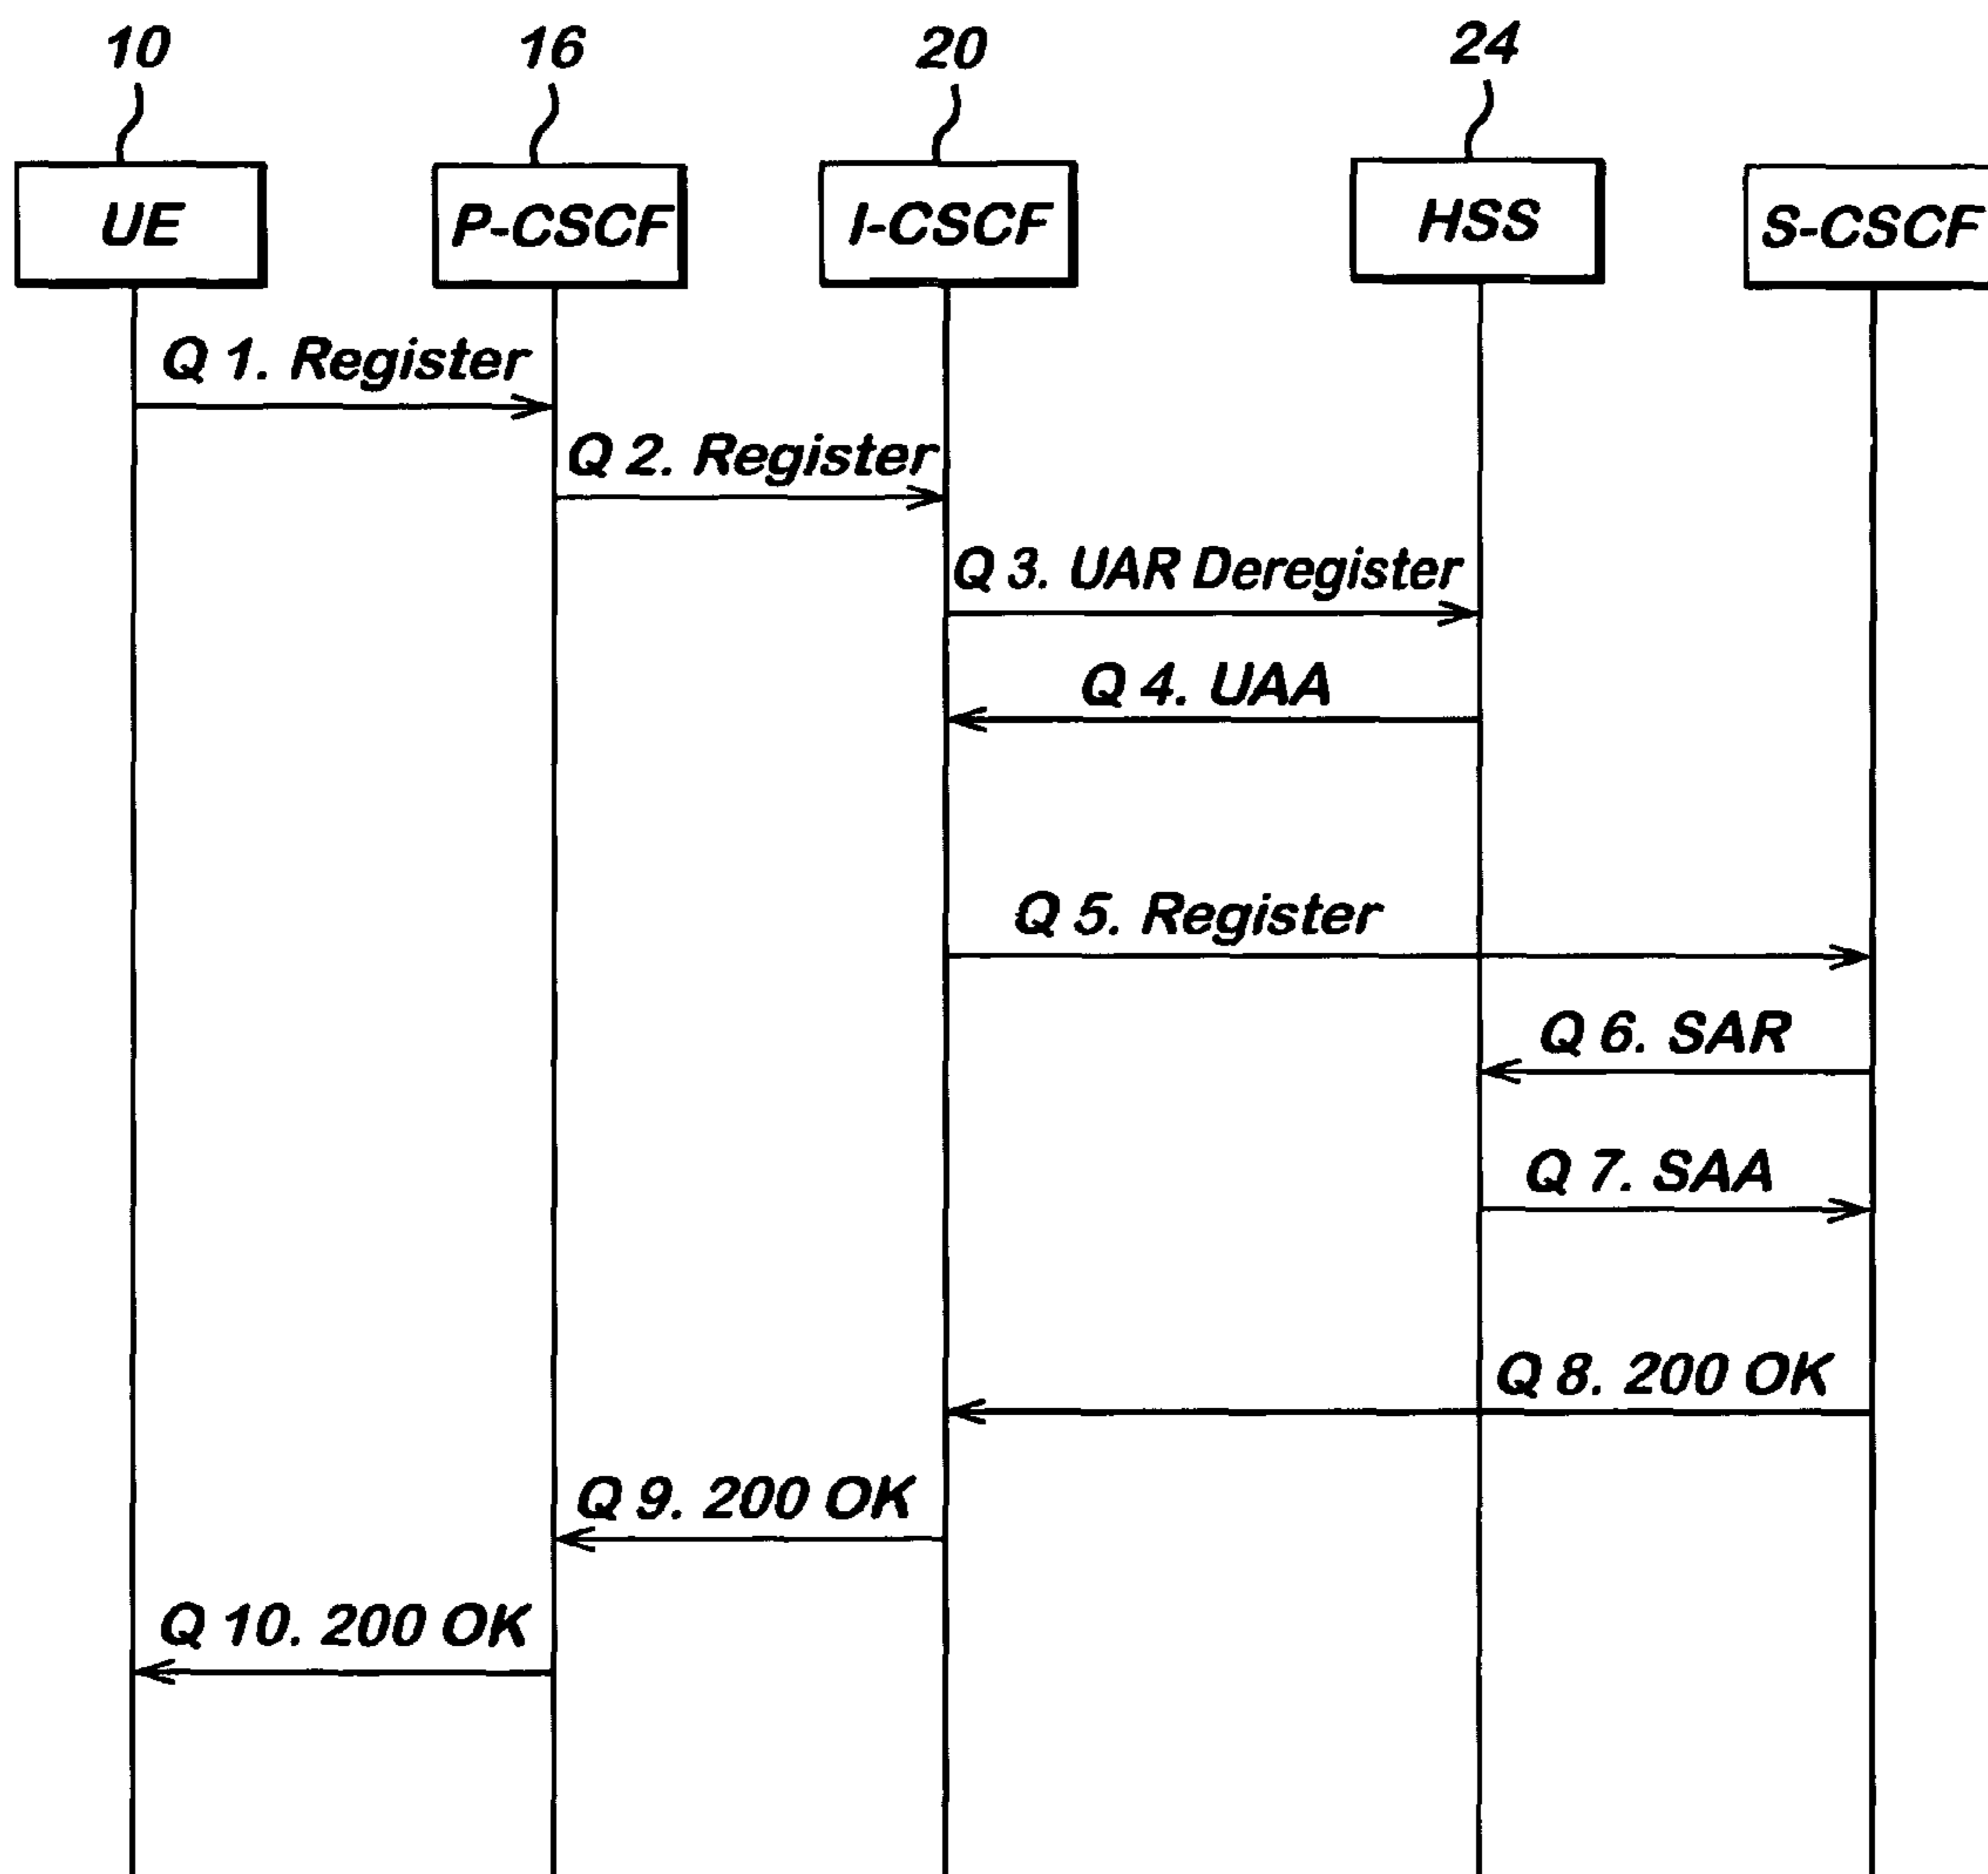 10 16 20 24
UE P-CSCF I-CSCF HSS S-CSCF
Q 1. Register
Q 2. Register
Q 3. UAR Deregister
Q 4. UAA
Q 5. Register
Q 6. SAR
Q 7. SAA
Q 8. 200 OK
Q 9. 200 OK
Q 10. 200 OK